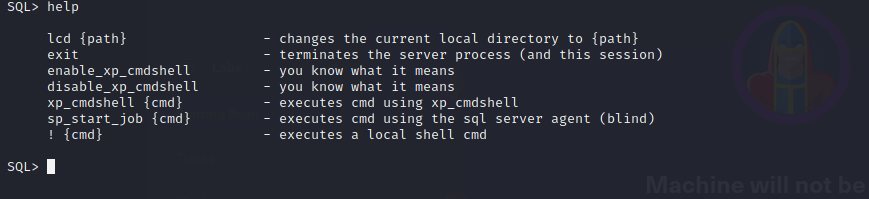 SQL> help
lcd {path} - changes the current local directory to {path}
exit - terminates the server process (and this session)
enable_xp_cmdshell - you know what it means
disable_xp_cmdshell - you know what it means
xp_cmdshell {cmd} - executes cmd using xp_cmdshell
sp_start_job {cmd} - executes cmd using the sql server agent (blind)
! {cmd} - executes a local shell cmd
SQL>
Machine will not be